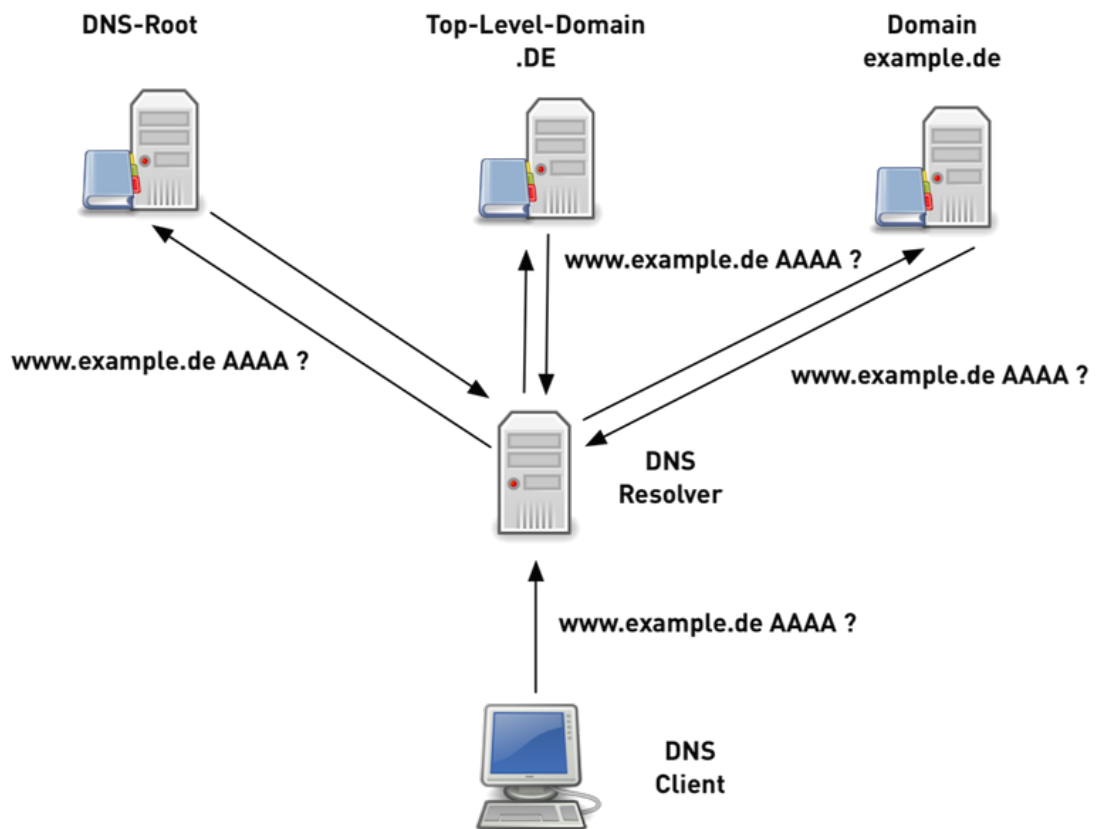 DNS-Root
Top-Level-Domain
.DE
Domain
example.de
www.example.de AAAA ?
www.example.de AAAA ?
www.example.de AAAA ?
DNS
Resolver
www.example.de AAAA ?
DNS
Client